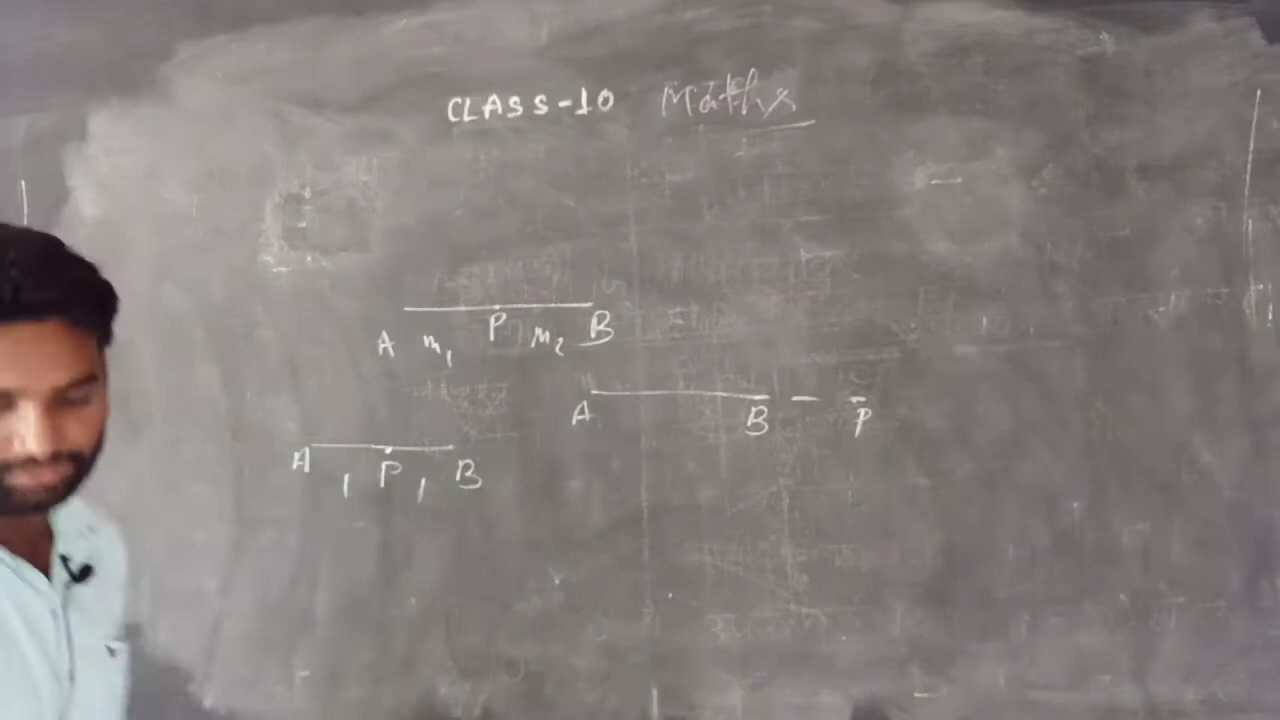 CLASS-10 Maths
A m₁ P m₂ B
A B P
A 1 P 1 B